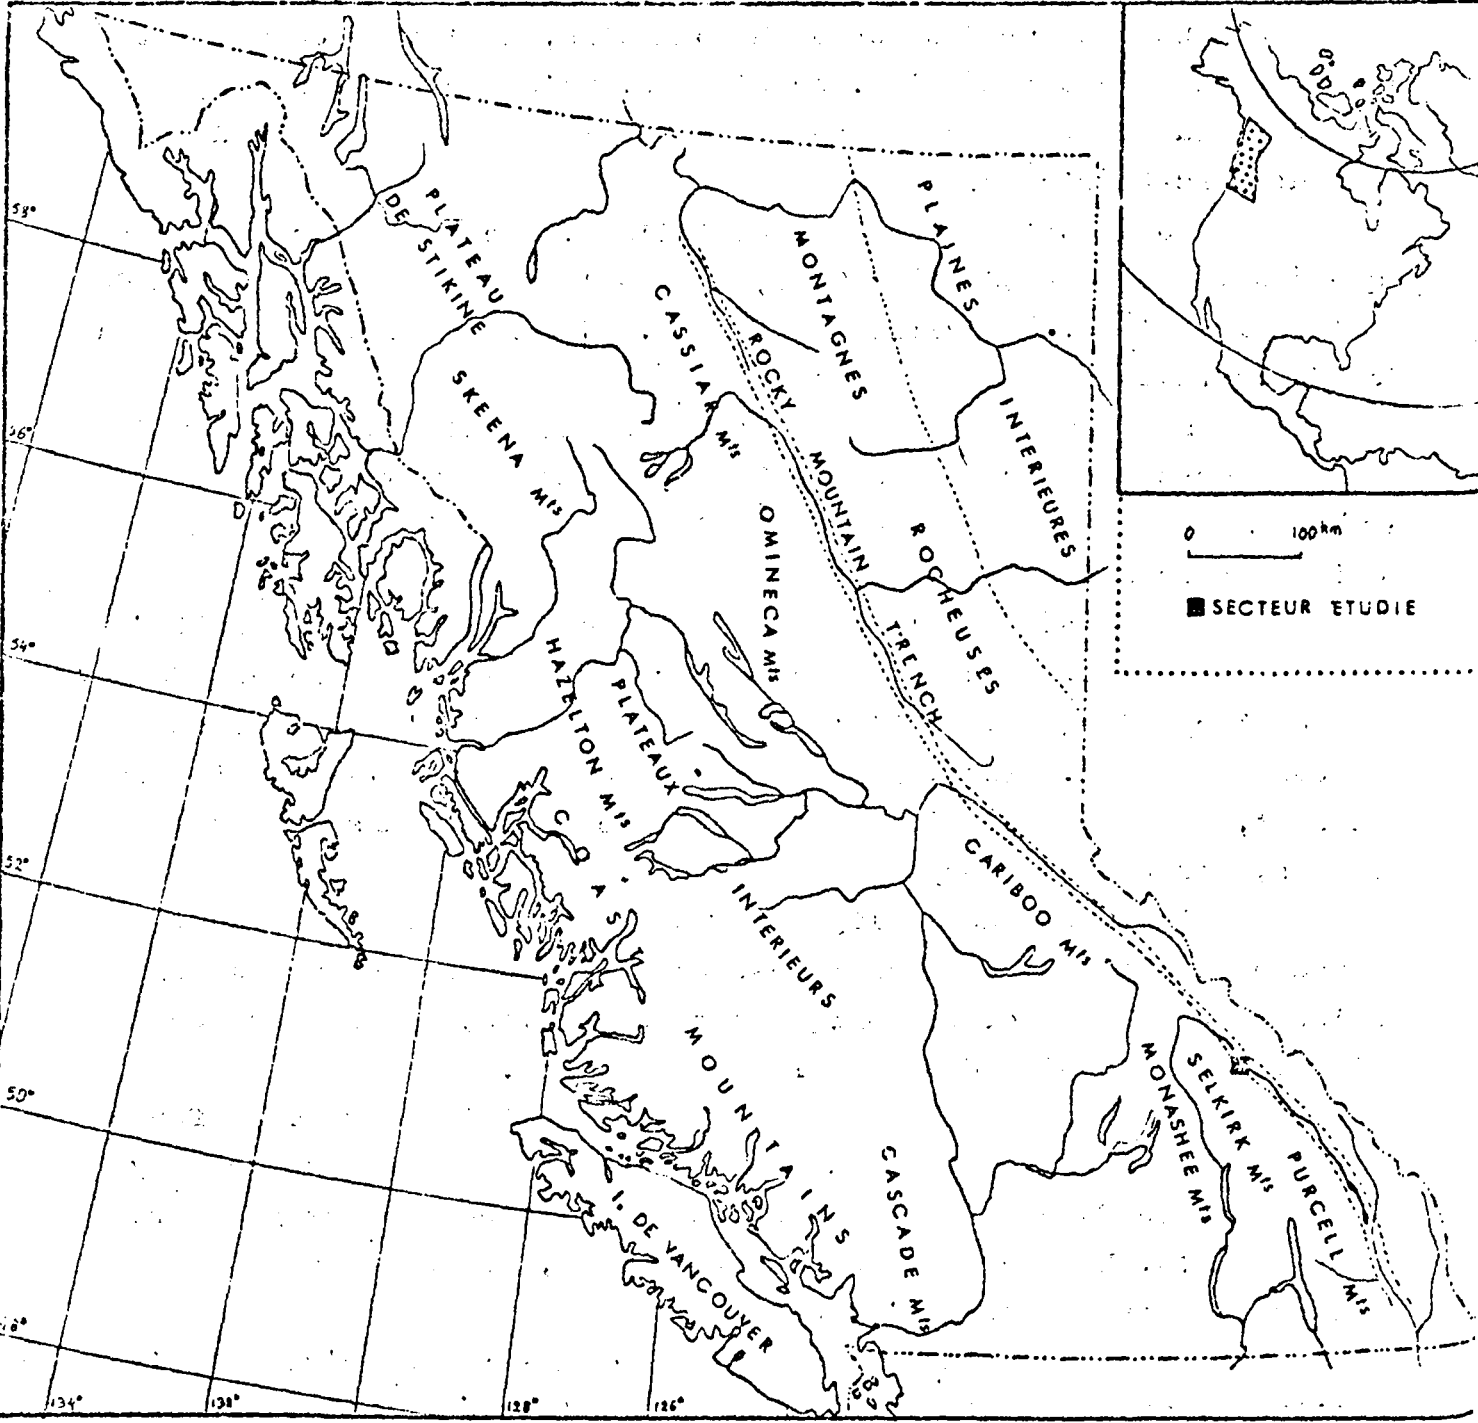 PLATEAU
DE STIKINE
PLAINES
INTERIEURES
MONTAGNES
ROCHEUSES
CASSIAR
Mts
ROCKY
MOUNTAIN
TRENCH
SKEENA
Mts
OMINECA Mts
HAZELTON Mts
PLATEAUX
INTERIEURS
COAST
MOUNTAINS
CARIBOO Mts
MONASHEE Mts
SELKIRK Mts
PURCELL Mts
CASCADE Mts
I. DE VANCOUVER
58°
56°
54°
52°
50°
134°
138°
128°
126°
0 100km
SECTEUR ETUDIE